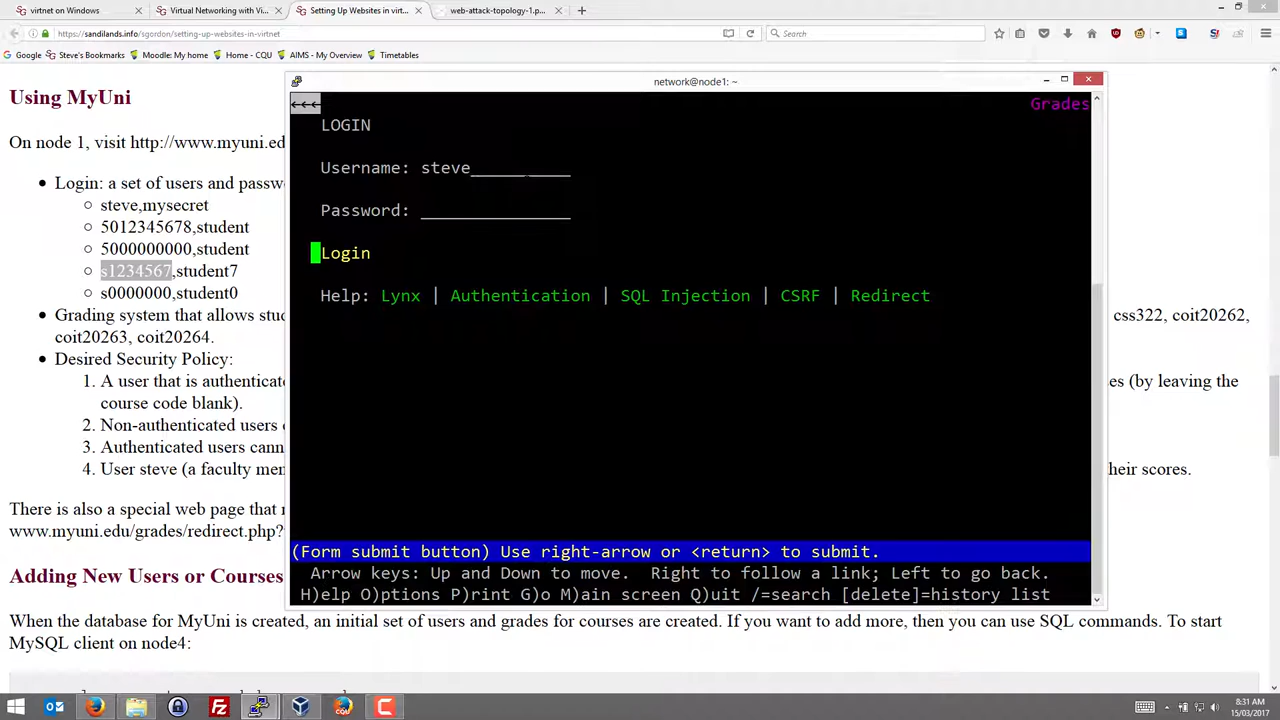 virtnet on Windows
Virtual Networking with Vi...
Setting Up Websites in virt...
web-attack-topology-1.p...
https://sandilands.info/sgordon/setting-up-websites-in-virtnet
Search
Google
Steve's Bookmarks
Moodle: My home
Home - CQU
AIMS - My Overview
Timetables
Using MyUni
On node 1, visit http://www.myuni.ed
Login: a set of users and passwo
steve,mysecret
5012345678,student
5000000000,student
s1234567,student7
s0000000,student0
Grading system that allows stud
css322, coit20262,
coit20263, coit20264.
Desired Security Policy:
1. A user that is authenticate
es (by leaving the
course code blank).
2. Non-authenticated users c
3. Authenticated users cann
4. User steve (a faculty mem
heir scores.
There is also a special web page that r
www.myuni.edu/grades/redirect.php?
Adding New Users or Courses
When the database for MyUni is created, an initial set of users and grades for courses are created. If you want to add more, then you can use SQL commands. To start
MySQL client on node4:
network@node1: ~
←←←
Grades
LOGIN
Username: steve
Password:
Login
Help: Lynx | Authentication | SQL Injection | CSRF | Redirect
(Form submit button) Use right-arrow or <return> to submit.
Arrow keys: Up and Down to move. Right to follow a link; Left to go back.
H)elp O)ptions P)rint G)o M)ain screen Q)uit /=search [delete]=history list
8:31 AM
15/03/2017